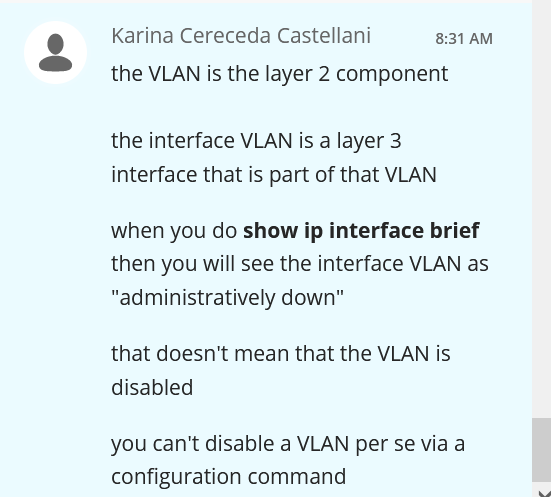 Karina Cereceda Castellani
8:31 AM
the VLAN is the layer 2 component
the interface VLAN is a layer 3
interface that is part of that VLAN
when you do show ip interface brief
then you will see the interface VLAN as
"administratively down"
that doesn't mean that the VLAN is
disabled
you can't disable a VLAN per se via a
configuration command